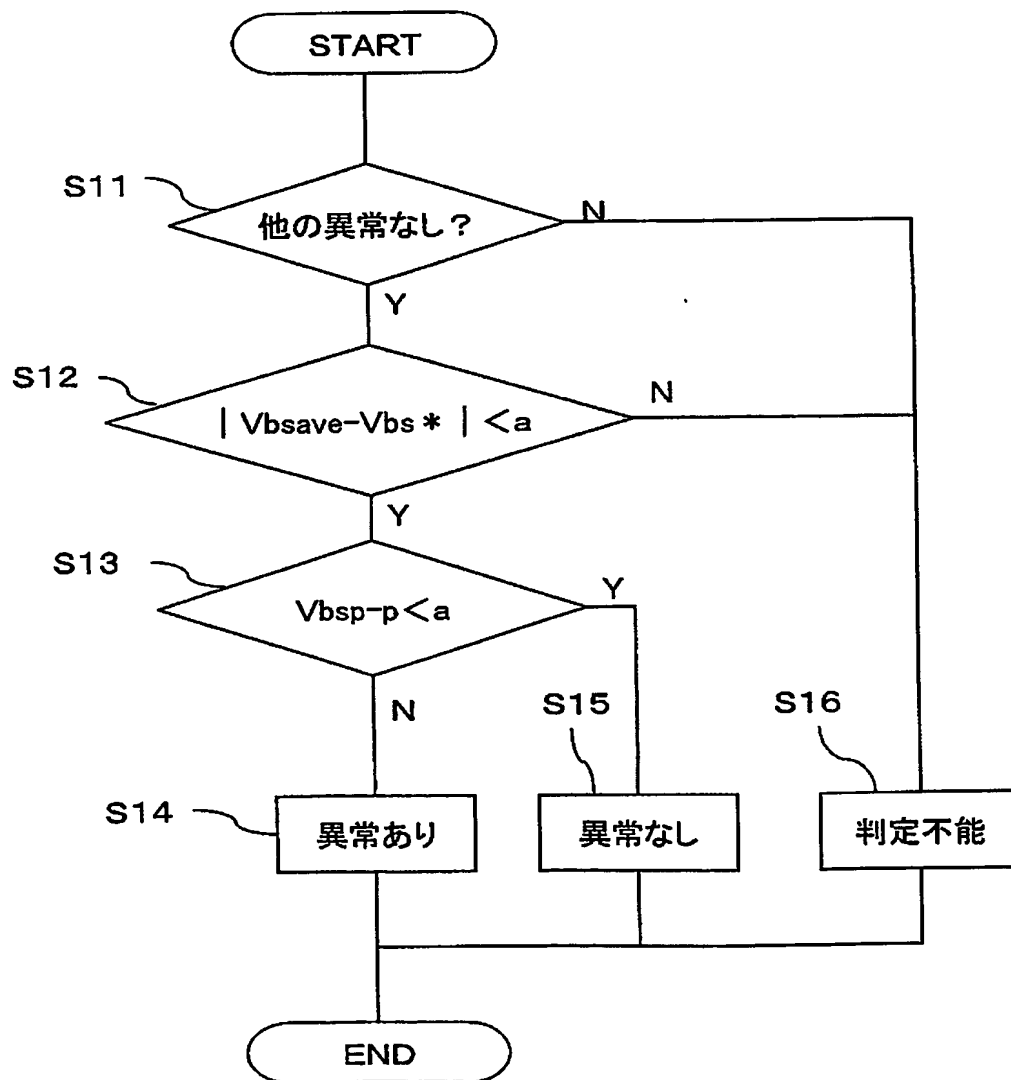 START
S11
他の異常なし?
N
Y
S12
| Vbsave-Vbs* | <a
N
Y
S13
Vbsp-p<a
Y
N
S14
異常あり
S15
異常なし
S16
判定不能
END